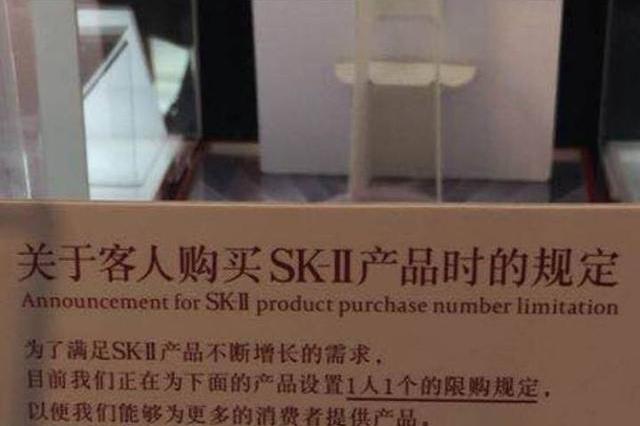 关于客人购买SK-II产品时的规定
Announcement for SK-II product purchase number limitation
为了满足SK-II产品不断增长的需求，
目前我们正在为下面的产品设置1人1个的限购规定，
以便我们能够为更多的消费者提供产品。